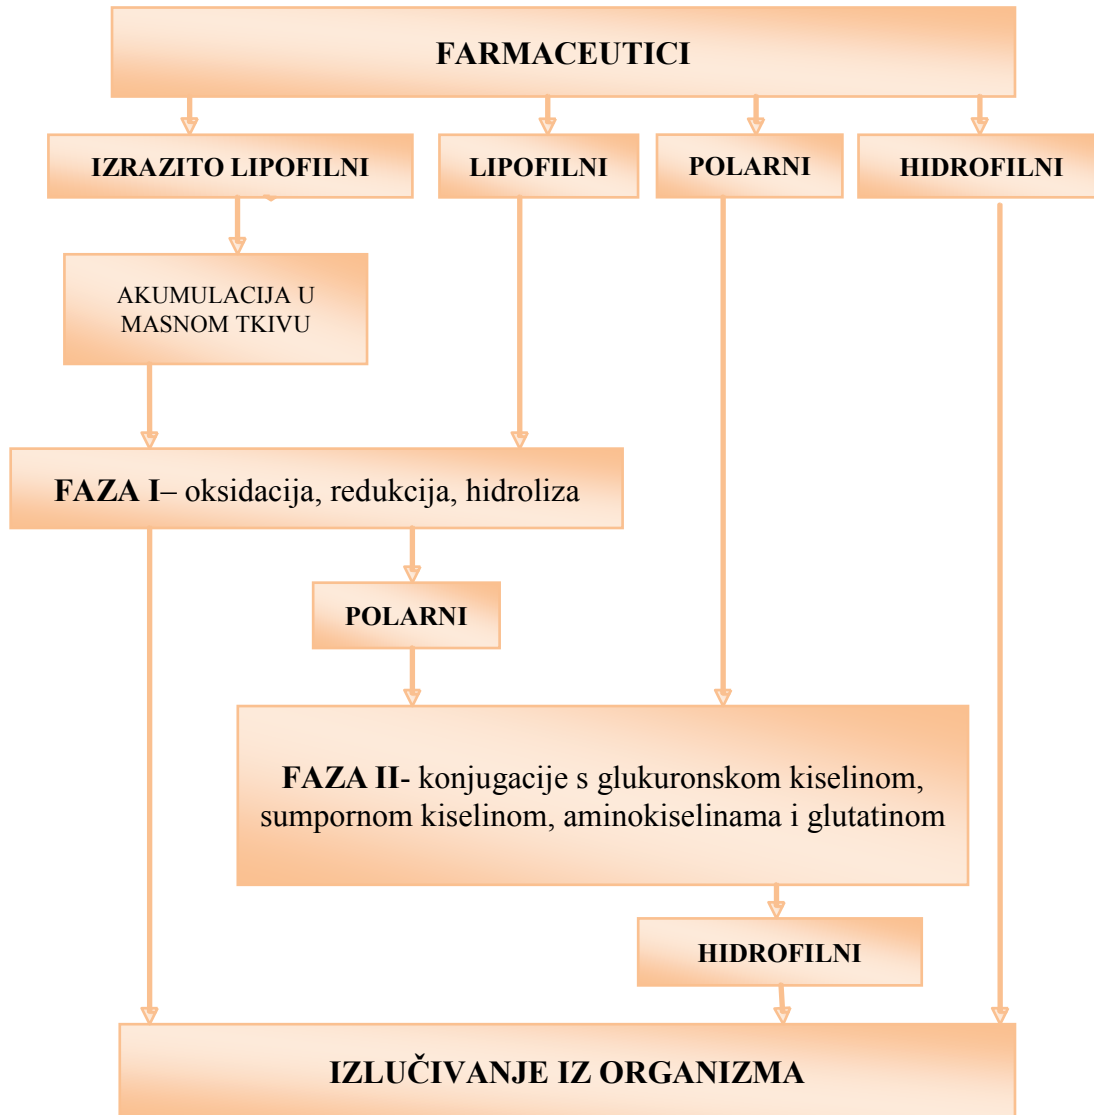 FARMACEUTICI
IZRAZITO LIPOFILNI
LIPOFILNI
POLARNI
HIDROFILNI
AKUMULACIJA U
MASNOM TKIVU
FAZA I– oksidacija, redukcija, hidroliza
POLARNI
FAZA II- konjugacije s glukuronskom kiselinom,
sumpornom kiselinom, aminokiselinama i glutatinom
HIDROFILNI
IZLUČIVANJE IZ ORGANIZMA